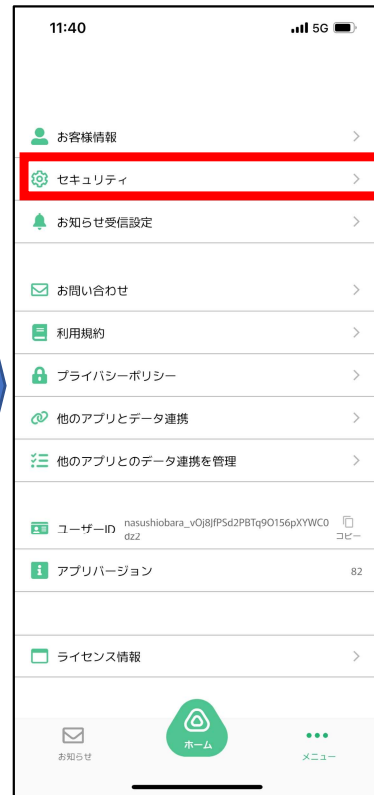 11:40 5G
お客様情報
セキュリティ
お知らせ受信設定
お問い合わせ
利用規約
プライバシーポリシー
他のアプリとデータ連携
他のアプリとのデータ連携を管理
ユーザーID nasushiobara_vOj8JfPSd2PBTq9O156pXYWC0
dz2 コピー
アプリバージョン 82
ライセンス情報
お知らせ ホーム メニュー